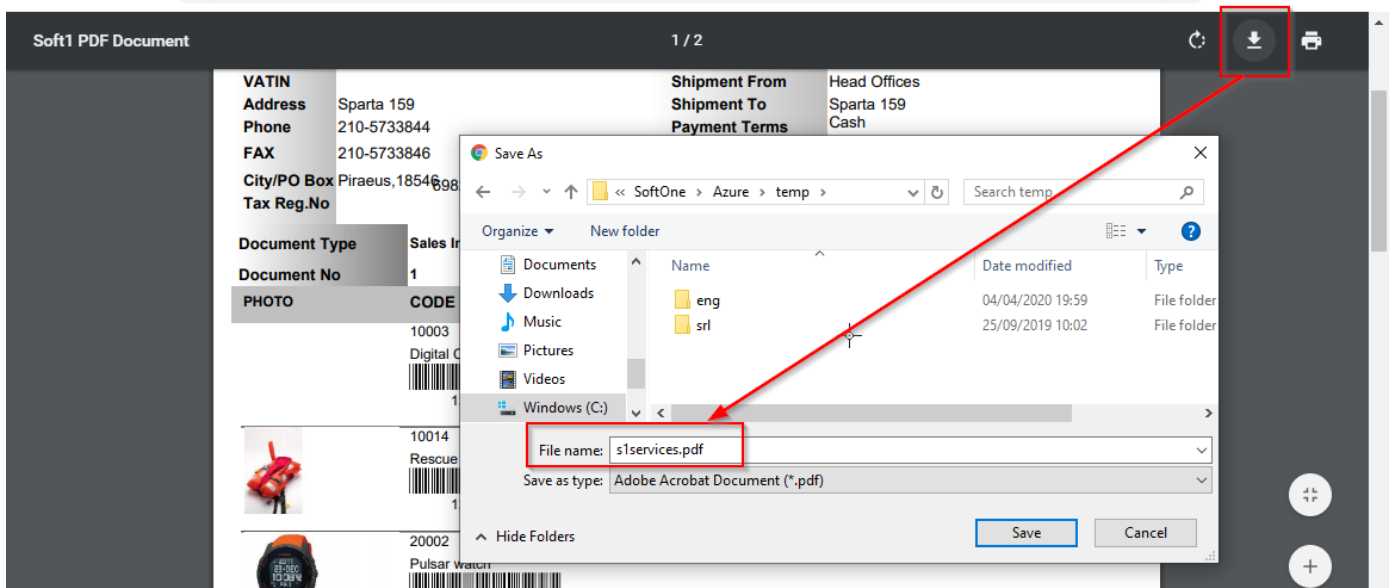 Soft1 PDF Document
1 / 2
VATIN
Shipment From Head Offices
Address Sparta 159
Shipment To Sparta 159
Phone 210-5733844
Payment Terms Cash
FAX 210-5733846
City/PO Box Piraeus,18546
Tax Reg.No
Document Type Sales
Document No 1
PHOTO CODE
10003
Digital
10014
Rescue
20002
Pulsar watch
Save As
« SoftOne > Azure > temp >
Search temp
Organize New folder
Documents
Downloads
Music
Pictures
Videos
Windows (C:)
Name Date modified Type
eng 04/04/2020 19:59 File folder
srl 25/09/2019 10:02 File folder
File name: s1services.pdf
Save as type: Adobe Acrobat Document (*.pdf)
Hide Folders
Save Cancel